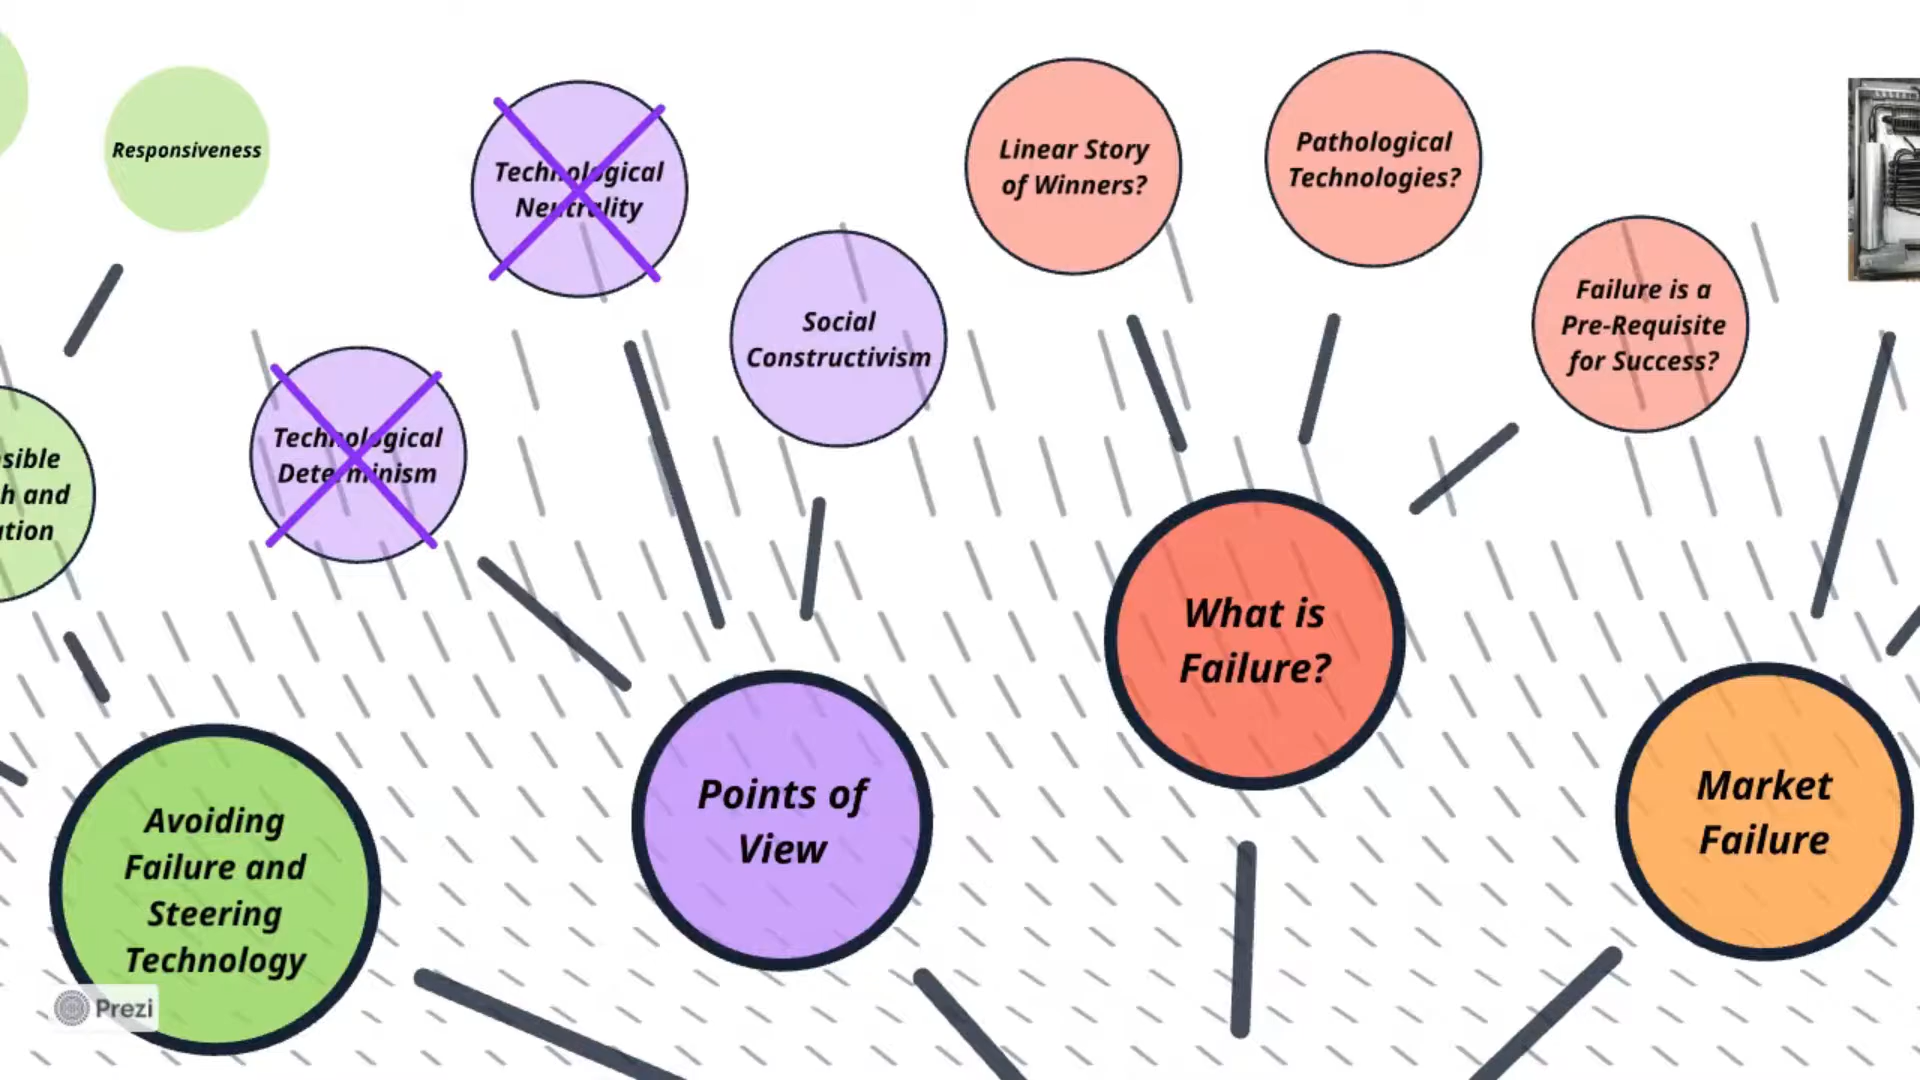 Responsiveness
Technological
Neutrality
Linear Story
of Winners?
Pathological
Technologies?
Social
Constructivism
Failure is a
Pre-Requisite
for Success?
Technological
Determinism
and
What is
Failure?
Points of
View
Market
Failure
Avoiding
Failure and
Steering
Technology
Prezi